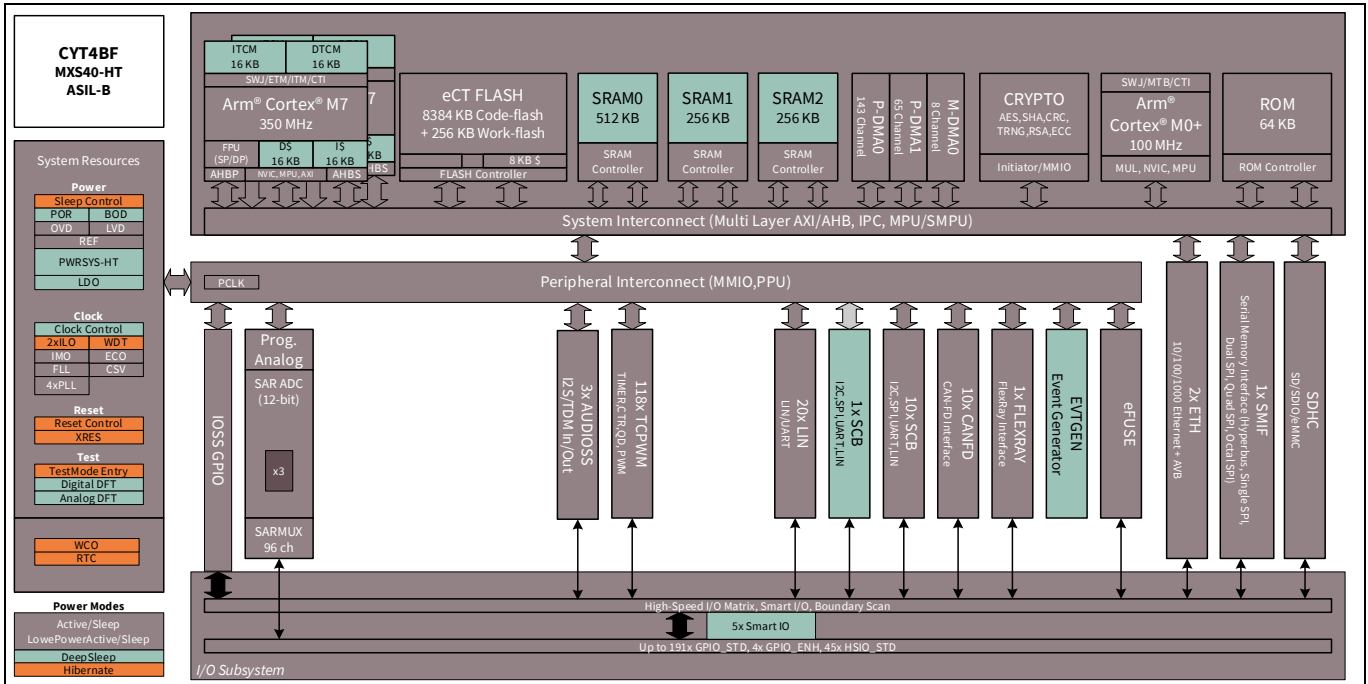 CYT4BF
MXS40-HT
ASIL-B
System Resources
Power
Sleep Control
POR BOD
OVD LVD
REF
PWRSYS-HT
LDO
Clock
Clock Control
2xILO WDT
IMO ECO
FLL CSV
4xPLL
Reset
Reset Control
XRES
Test
TestMode Entry
Digital DFT
Analog DFT
WCO
RTC
Power Modes
Active/Sleep
LowePowerActive/Sleep
DeepSleep
Hibernate
ITCM
16 KB
DTCM
16 KB
SWJ/ETM/ITM/CTI
Arm® Cortex® M7
350 MHz
FPU
(SP/DP)
D$
16 KB
I$
16 KB
AHBP
NVIC, MPU, AXI
AHBS
7
$
KB
HBS
eCT FLASH
8384 KB Code-flash
+ 256 KB Work-flash
8 KB $
FLASH Controller
SRAM0
512 KB
SRAM
Controller
SRAM1
256 KB
SRAM
Controller
SRAM2
256 KB
SRAM
Controller
P-DMA0
143 Channel
P-DMA1
65 Channel
M-DMA0
8 Channel
CRYPTO
AES,SHA,CRC,
TRNG,RSA,ECC
Initiator/MMIO
SWJ/MTB/CTI
Arm®
Cortex® M0+
100 MHz
MUL, NVIC, MPU
ROM
64 KB
ROM Controller
System Interconnect (Multi Layer AXI/AHB, IPC, MPU/SMPU)
PCLK
Peripheral Interconnect (MMIO,PPU)
IOSS GPIO
Prog.
Analog
SAR ADC
(12-bit)
x3
SARMUX
96 ch
3x AUDIOSS
I2S/TDM In/Out
118x TCPWM
TIMER,CTR,QD, PWM
20x LIN
LIN/UART
1x SCB
I2C,SPI,UART,LIN
10x SCB
I2C,SPI,UART,LIN
10x CANFD
CAN-FD Interface
1x FLEXRAY
FlexRay Interface
EVTGEN
Event Generator
eFUSE
2x ETH
10/100/1000 Ethernet + AVB
1x SMIF
Serial Memory Interface (Hyperbus, Single SPI,
Dual SPI, Quad SPI, Octal SPI)
SDHC
SD/SDIO/eMMC
High-Speed I/O Matrix, Smart I/O, Boundary Scan
5x Smart IO
Up to 191x GPIO_STD, 4x GPIO_ENH, 45x HSIO_STD
I/O Subsystem